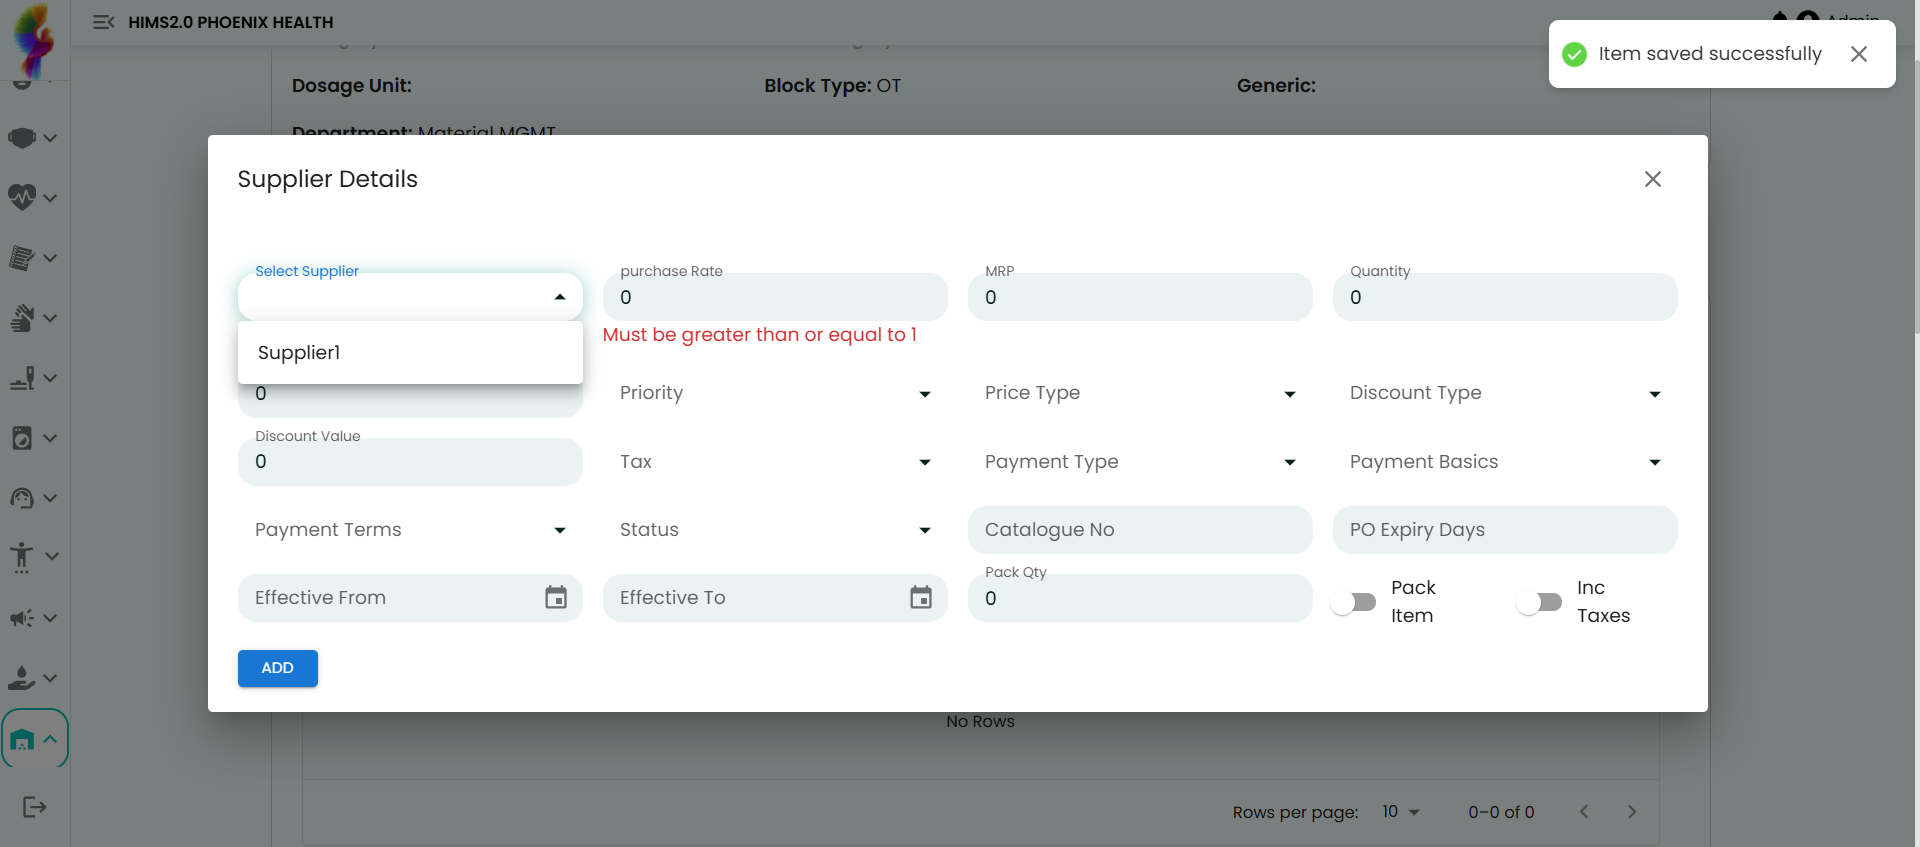 HIMS2.0 PHOENIX HEALTH
Admin
Item saved successfully
Dosage Unit:
Block Type: OT
Generic:
Department: Material MGMT
Supplier Details
Select Supplier
purchase Rate
0
MRP
0
Quantity
0
Must be greater than or equal to 1
Supplier1
0
Priority
Price Type
Discount Type
Discount Value
0
Tax
Payment Type
Payment Basics
Payment Terms
Status
Catalogue No
PO Expiry Days
Effective From
Effective To
Pack Qty
0
Pack
Item
Inc
Taxes
ADD
No Rows
Rows per page: 10 0–0 of 0